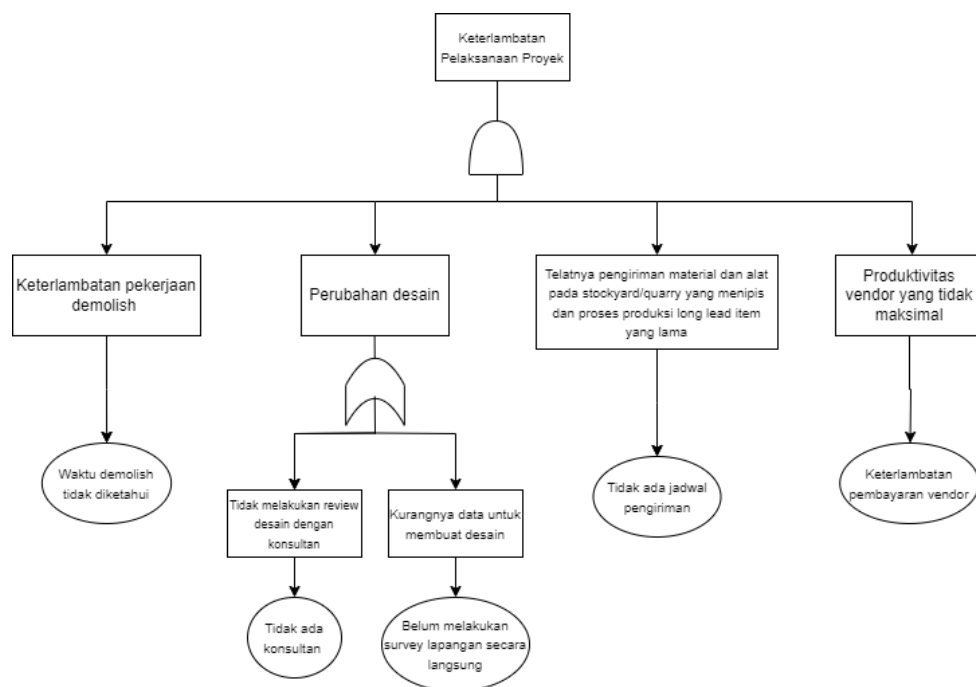 Keterlambatan
Pelaksanaan Proyek
Keterlambatan pekerjaan
demolish
Perubahan desain
Telatnya pengiriman material dan alat
pada stockyard/quarry yang menipis
dan proses produksi long lead item
yang lama
Produktivitas
vendor yang tidak
maksimal
Waktu demolish
tidak diketahui
Tidak melakukan review
desain dengan
konsultan
Kurangnya data untuk
membuat desain
Tidak ada jadwal
pengiriman
Keterlambatan
pembayaran vendor
Tidak ada
konsultan
Belum melakukan
survey lapangan secara
langsung